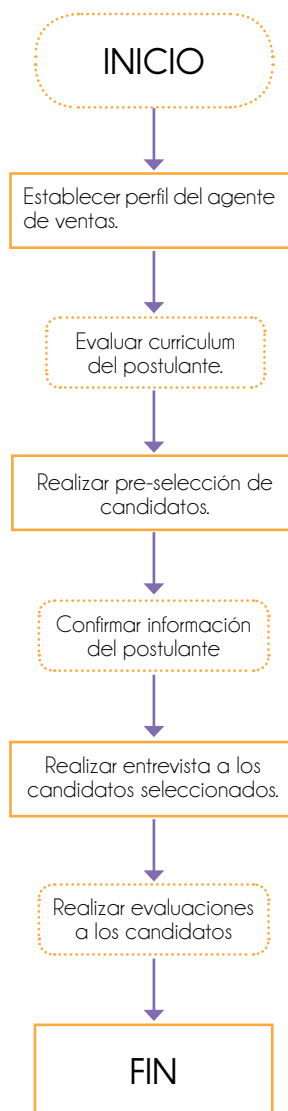 INICIO
Establecer perfil del agente
de ventas.
Evaluar curriculum
del postulante.
Realizar pre-selección de
candidatos.
Confirmar información
del postulante
Realizar entrevista a los
candidatos seleccionados.
Realizar evaluaciones
a los candidatos
FIN